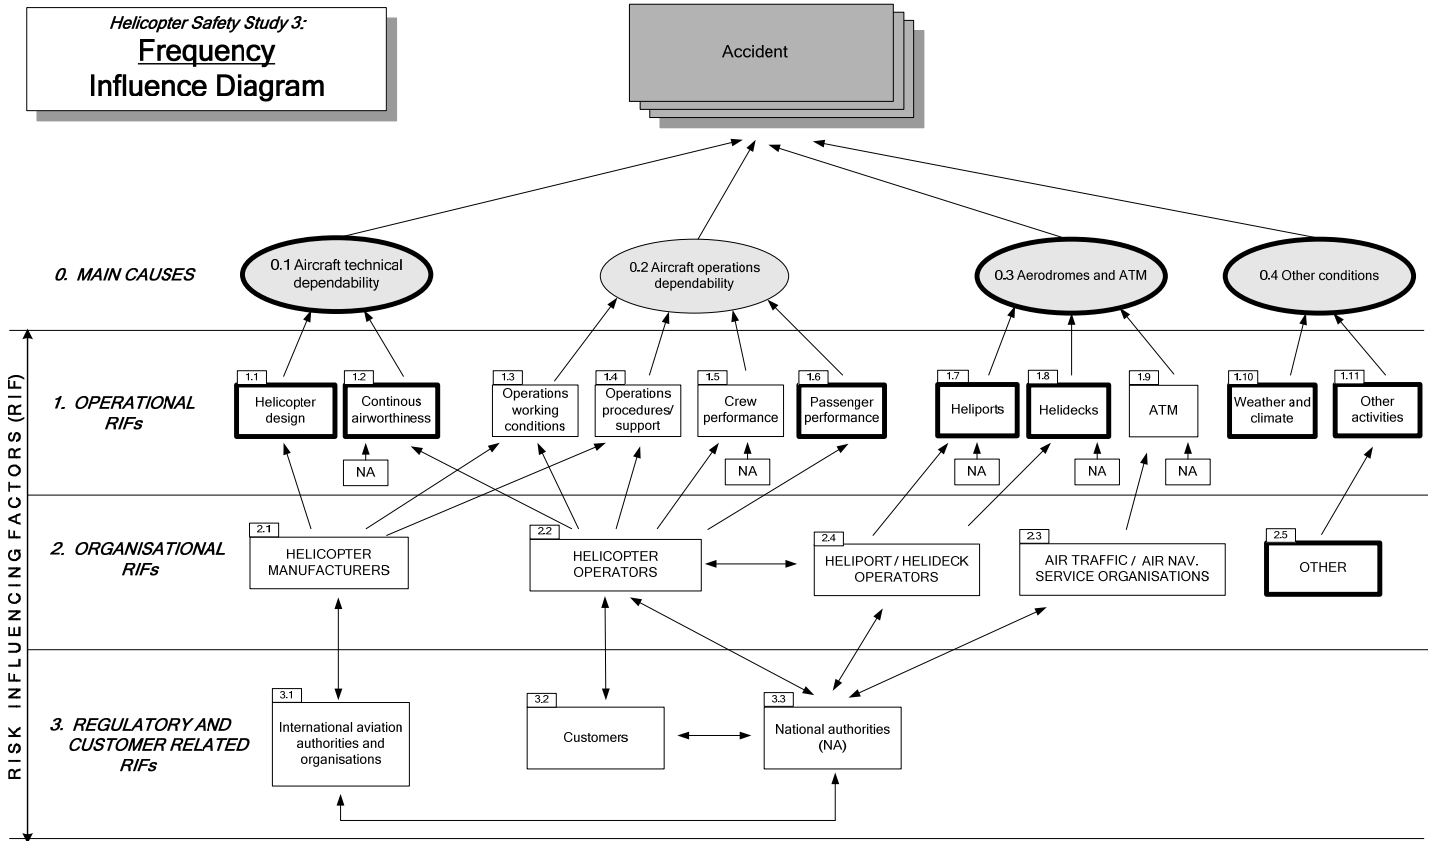 Helicopter Safety Study 3:
Frequency
Influence Diagram
Accident
0. MAIN CAUSES
0.1 Aircraft technical
dependability
0.2 Aircraft operations
dependability
0.3 Aerodromes and ATM
0.4 Other conditions
RISK INFLUENCING FACTORS (RIF)
1. OPERATIONAL
RIFs
1.1
Helicopter
design
1.2
Continous
airworthiness
NA
1.3
Operations
working
conditions
1.4
Operations
procedures/
support
1.5
Crew
performance
NA
1.6
Passenger
performance
1.7
Heliports
NA
1.8
Helidecks
NA
1.9
ATM
NA
1.10
Weather and
climate
1.11
Other
activities
2. ORGANISATIONAL
RIFs
2.1
HELICOPTER
MANUFACTURERS
2.2
HELICOPTER
OPERATORS
2.4
HELIPORT / HELIDECK
OPERATORS
2.3
AIR TRAFFIC / AIR NAV.
SERVICE ORGANISATIONS
2.5
OTHER
3. REGULATORY AND
CUSTOMER RELATED
RIFs
3.1
International aviation
authorities and
organisations
3.2
Customers
3.3
National authorities
(NA)